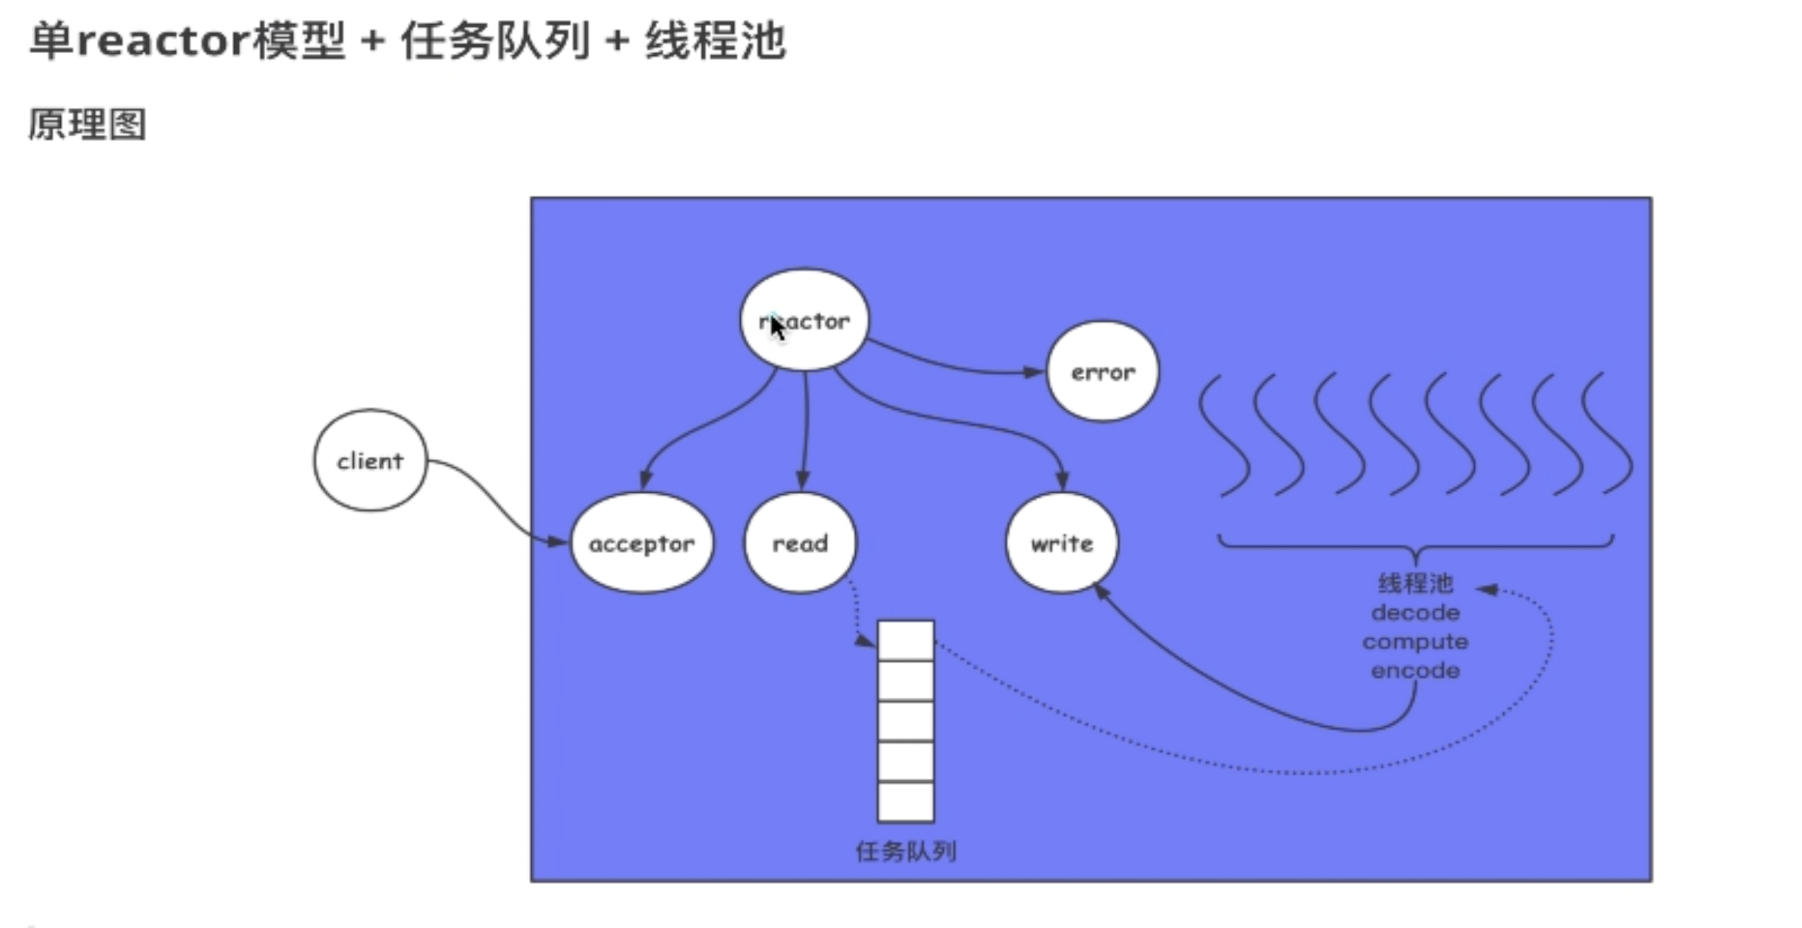 单reactor模型 + 任务队列 + 线程池
原理图
reactor
error
client
acceptor
read
write
线程池
decode
compute
encode
任务队列